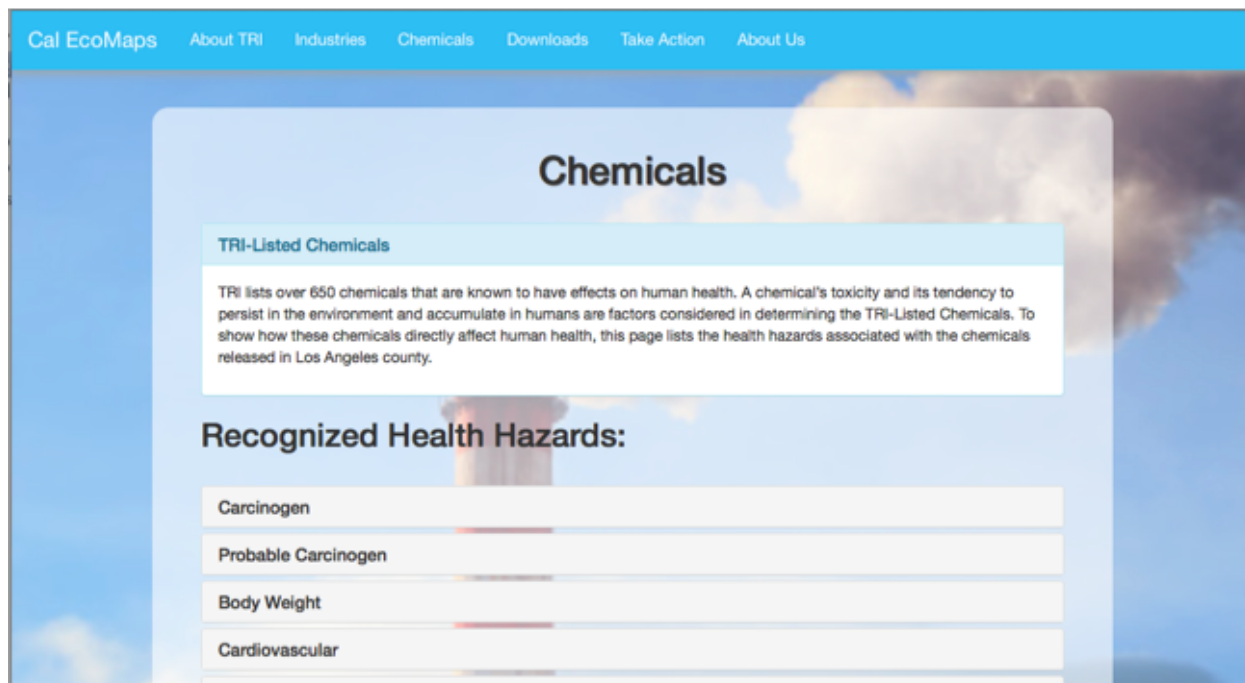 Cal EcoMaps About TRI Industries Chemicals Downloads Take Action About Us
Chemicals
TRI-Listed Chemicals
TRI lists over 650 chemicals that are known to have effects on human health. A chemical's toxicity and its tendency to
persist in the environment and accumulate in humans are factors considered in determining the TRI-Listed Chemicals. To
show how these chemicals directly affect human health, this page lists the health hazards associated with the chemicals
released in Los Angeles county.
Recognized Health Hazards:
Carcinogen
Probable Carcinogen
Body Weight
Cardiovascular